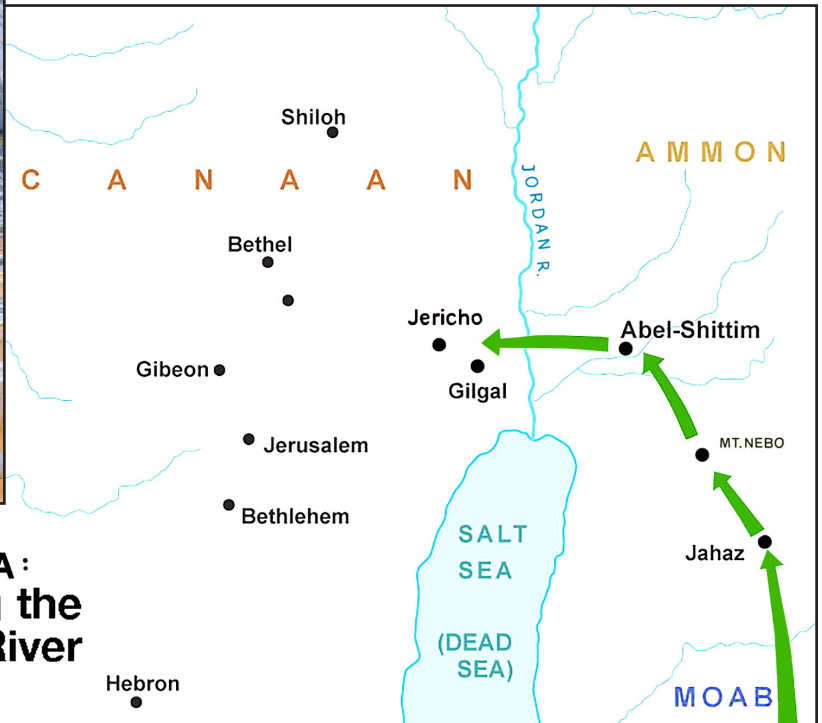 Shiloh
AMMON
CANAAN
JORDAN R.
Bethel
Jericho
Abel-Shittim
Gibeon
Gilgal
Jerusalem
MT. NEBO
Bethlehem
SALT
SEA
Jahaz
A:
the
River
(DEAD
SEA)
Hebron
MOAB